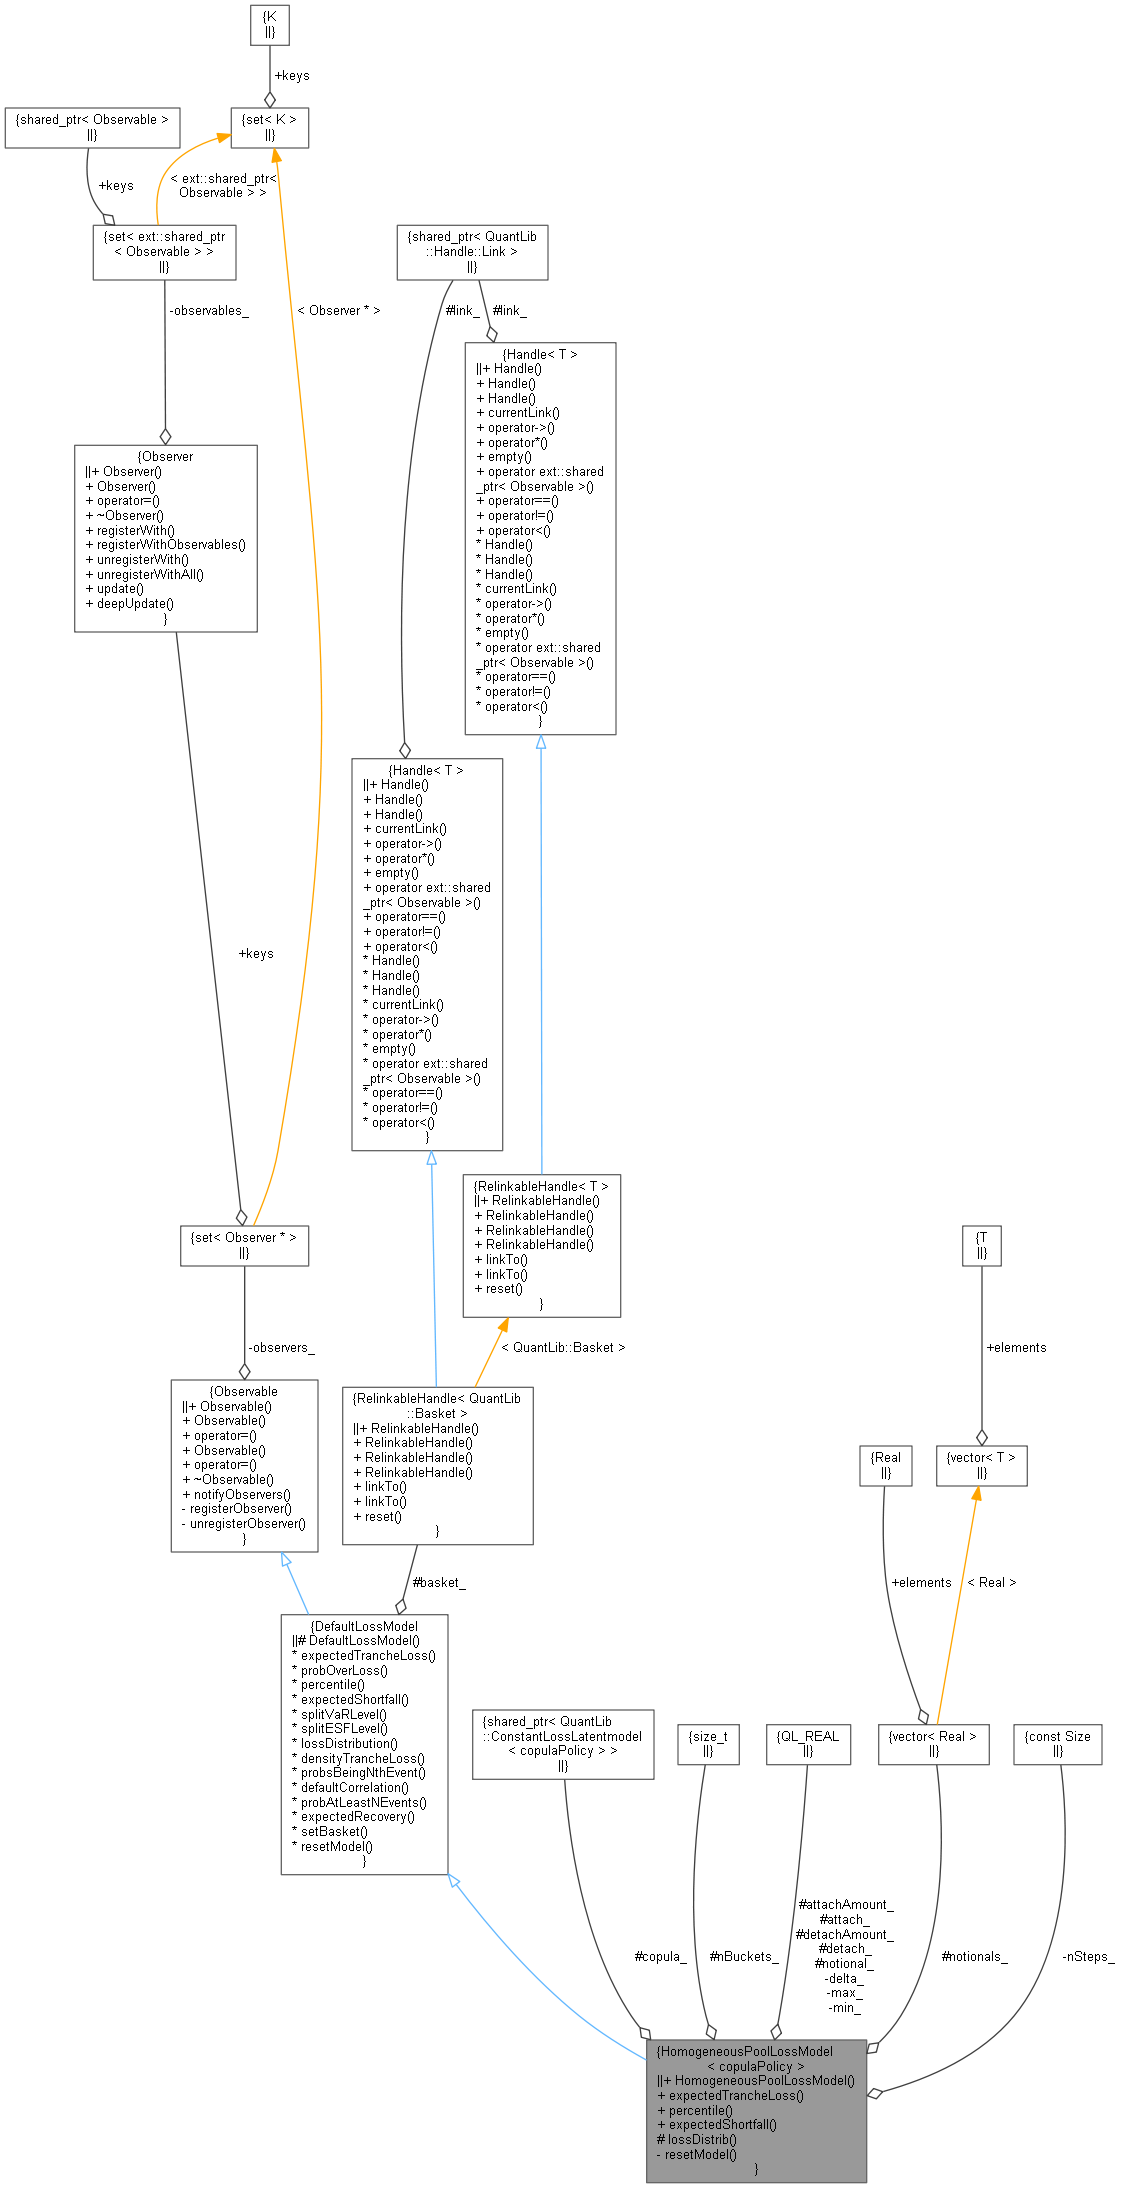 {K
||}
+keys
{shared_ptr< Observable >
||}
{set< K >
||}
+keys
< ext::shared_ptr<
Observable > >
{set< ext::shared_ptr
< Observable > >
||}
{shared_ptr< QuantLib
::Handle::Link >
||}
-observables_
< Observer * >
#link_
#link_
{Handle< T >
||+ Handle()
+ Handle()
+ Handle()
+ currentLink()
+ operator->()
+ operator*()
+ empty()
+ operator ext::shared
_ptr< Observable >()
+ operator==()
+ operator!=()
+ operator<()
* Handle()
* Handle()
* Handle()
* currentLink()
* operator->()
* operator*()
* empty()
* operator ext::shared
_ptr< Observable >()
* operator==()
* operator!=()
* operator<()
}
{Observer
||+ Observer()
+ Observer()
+ operator=()
+ ~Observer()
+ registerWith()
+ registerWithObservables()
+ unregisterWith()
+ unregisterWithAll()
+ update()
+ deepUpdate()
}
{Handle< T >
||+ Handle()
+ Handle()
+ Handle()
+ currentLink()
+ operator->()
+ operator*()
+ empty()
+ operator ext::shared
_ptr< Observable >()
+ operator==()
+ operator!=()
+ operator<()
* Handle()
* Handle()
* Handle()
* currentLink()
* operator->()
* operator*()
* empty()
* operator ext::shared
_ptr< Observable >()
* operator==()
* operator!=()
* operator<()
}
+keys
{RelinkableHandle< T >
||+ RelinkableHandle()
+ RelinkableHandle()
+ RelinkableHandle()
+ RelinkableHandle()
+ linkTo()
+ linkTo()
+ reset()
}
{set< Observer * >
||}
{T
||}
-observers_
< QuantLib::Basket >
+elements
{Observable
||+ Observable()
+ Observable()
+ operator=()
+ Observable()
+ operator=()
+ ~Observable()
+ notifyObservers()
- registerObserver()
- unregisterObserver()
}
{RelinkableHandle< QuantLib
::Basket >
||+ RelinkableHandle()
+ RelinkableHandle()
+ RelinkableHandle()
+ RelinkableHandle()
+ linkTo()
+ linkTo()
+ reset()
}
{Real
||}
{vector< T >
||}
#basket_
+elements
< Real >
{DefaultLossModel
||# DefaultLossModel()
* expectedTrancheLoss()
* probOverLoss()
* percentile()
* expectedShortfall()
* splitVaRLevel()
* splitESFLevel()
* lossDistribution()
* densityTrancheLoss()
* probsBeingNthEvent()
* defaultCorrelation()
* probAtLeastNEvents()
* expectedRecovery()
* setBasket()
* resetModel()
}
{shared_ptr< QuantLib
::ConstantLossLatentmodel
< copulaPolicy > >
||}
{size_t
||}
{QL_REAL
||}
{vector< Real >
||}
{const Size
||}
#copula_
#nBuckets_
#attachAmount_
#attach_
#detachAmount_
#detach_
#notional_
-delta_
-max_
-min_
#notionals_
-nSteps_
{HomogeneousPoolLossModel
< copulaPolicy >
||+ HomogeneousPoolLossModel()
+ expectedTrancheLoss()
+ percentile()
+ expectedShortfall()
# lossDistrib()
- resetModel()
}